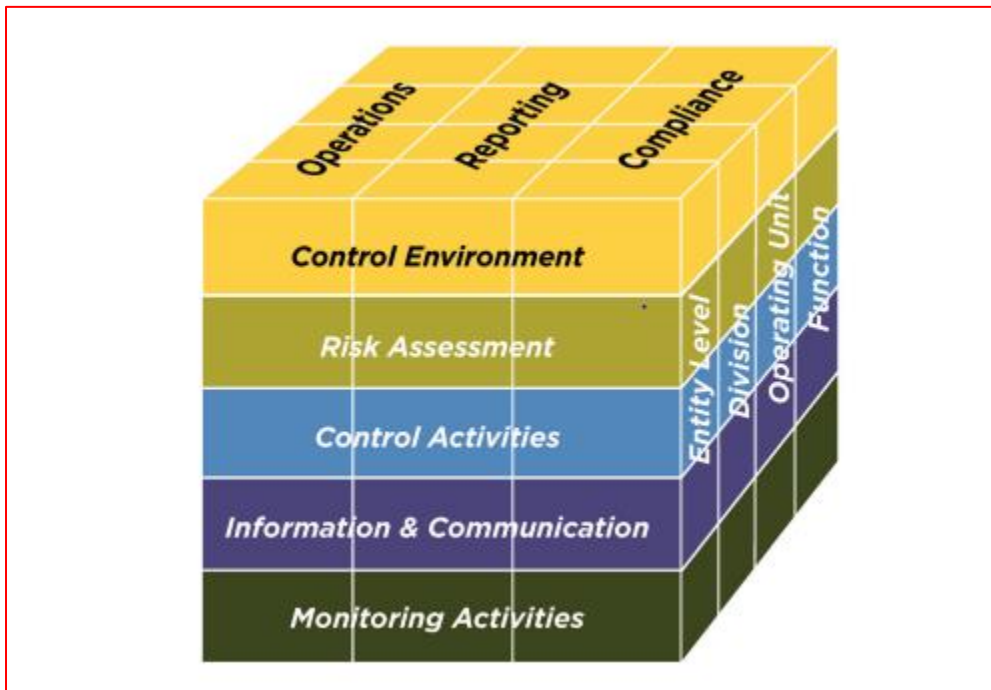 Operations
Reporting
Compliance
Control Environment
Risk Assessment
Control Activities
Information & Communication
Monitoring Activities
Entity Level
Division
Operating Unit
Function